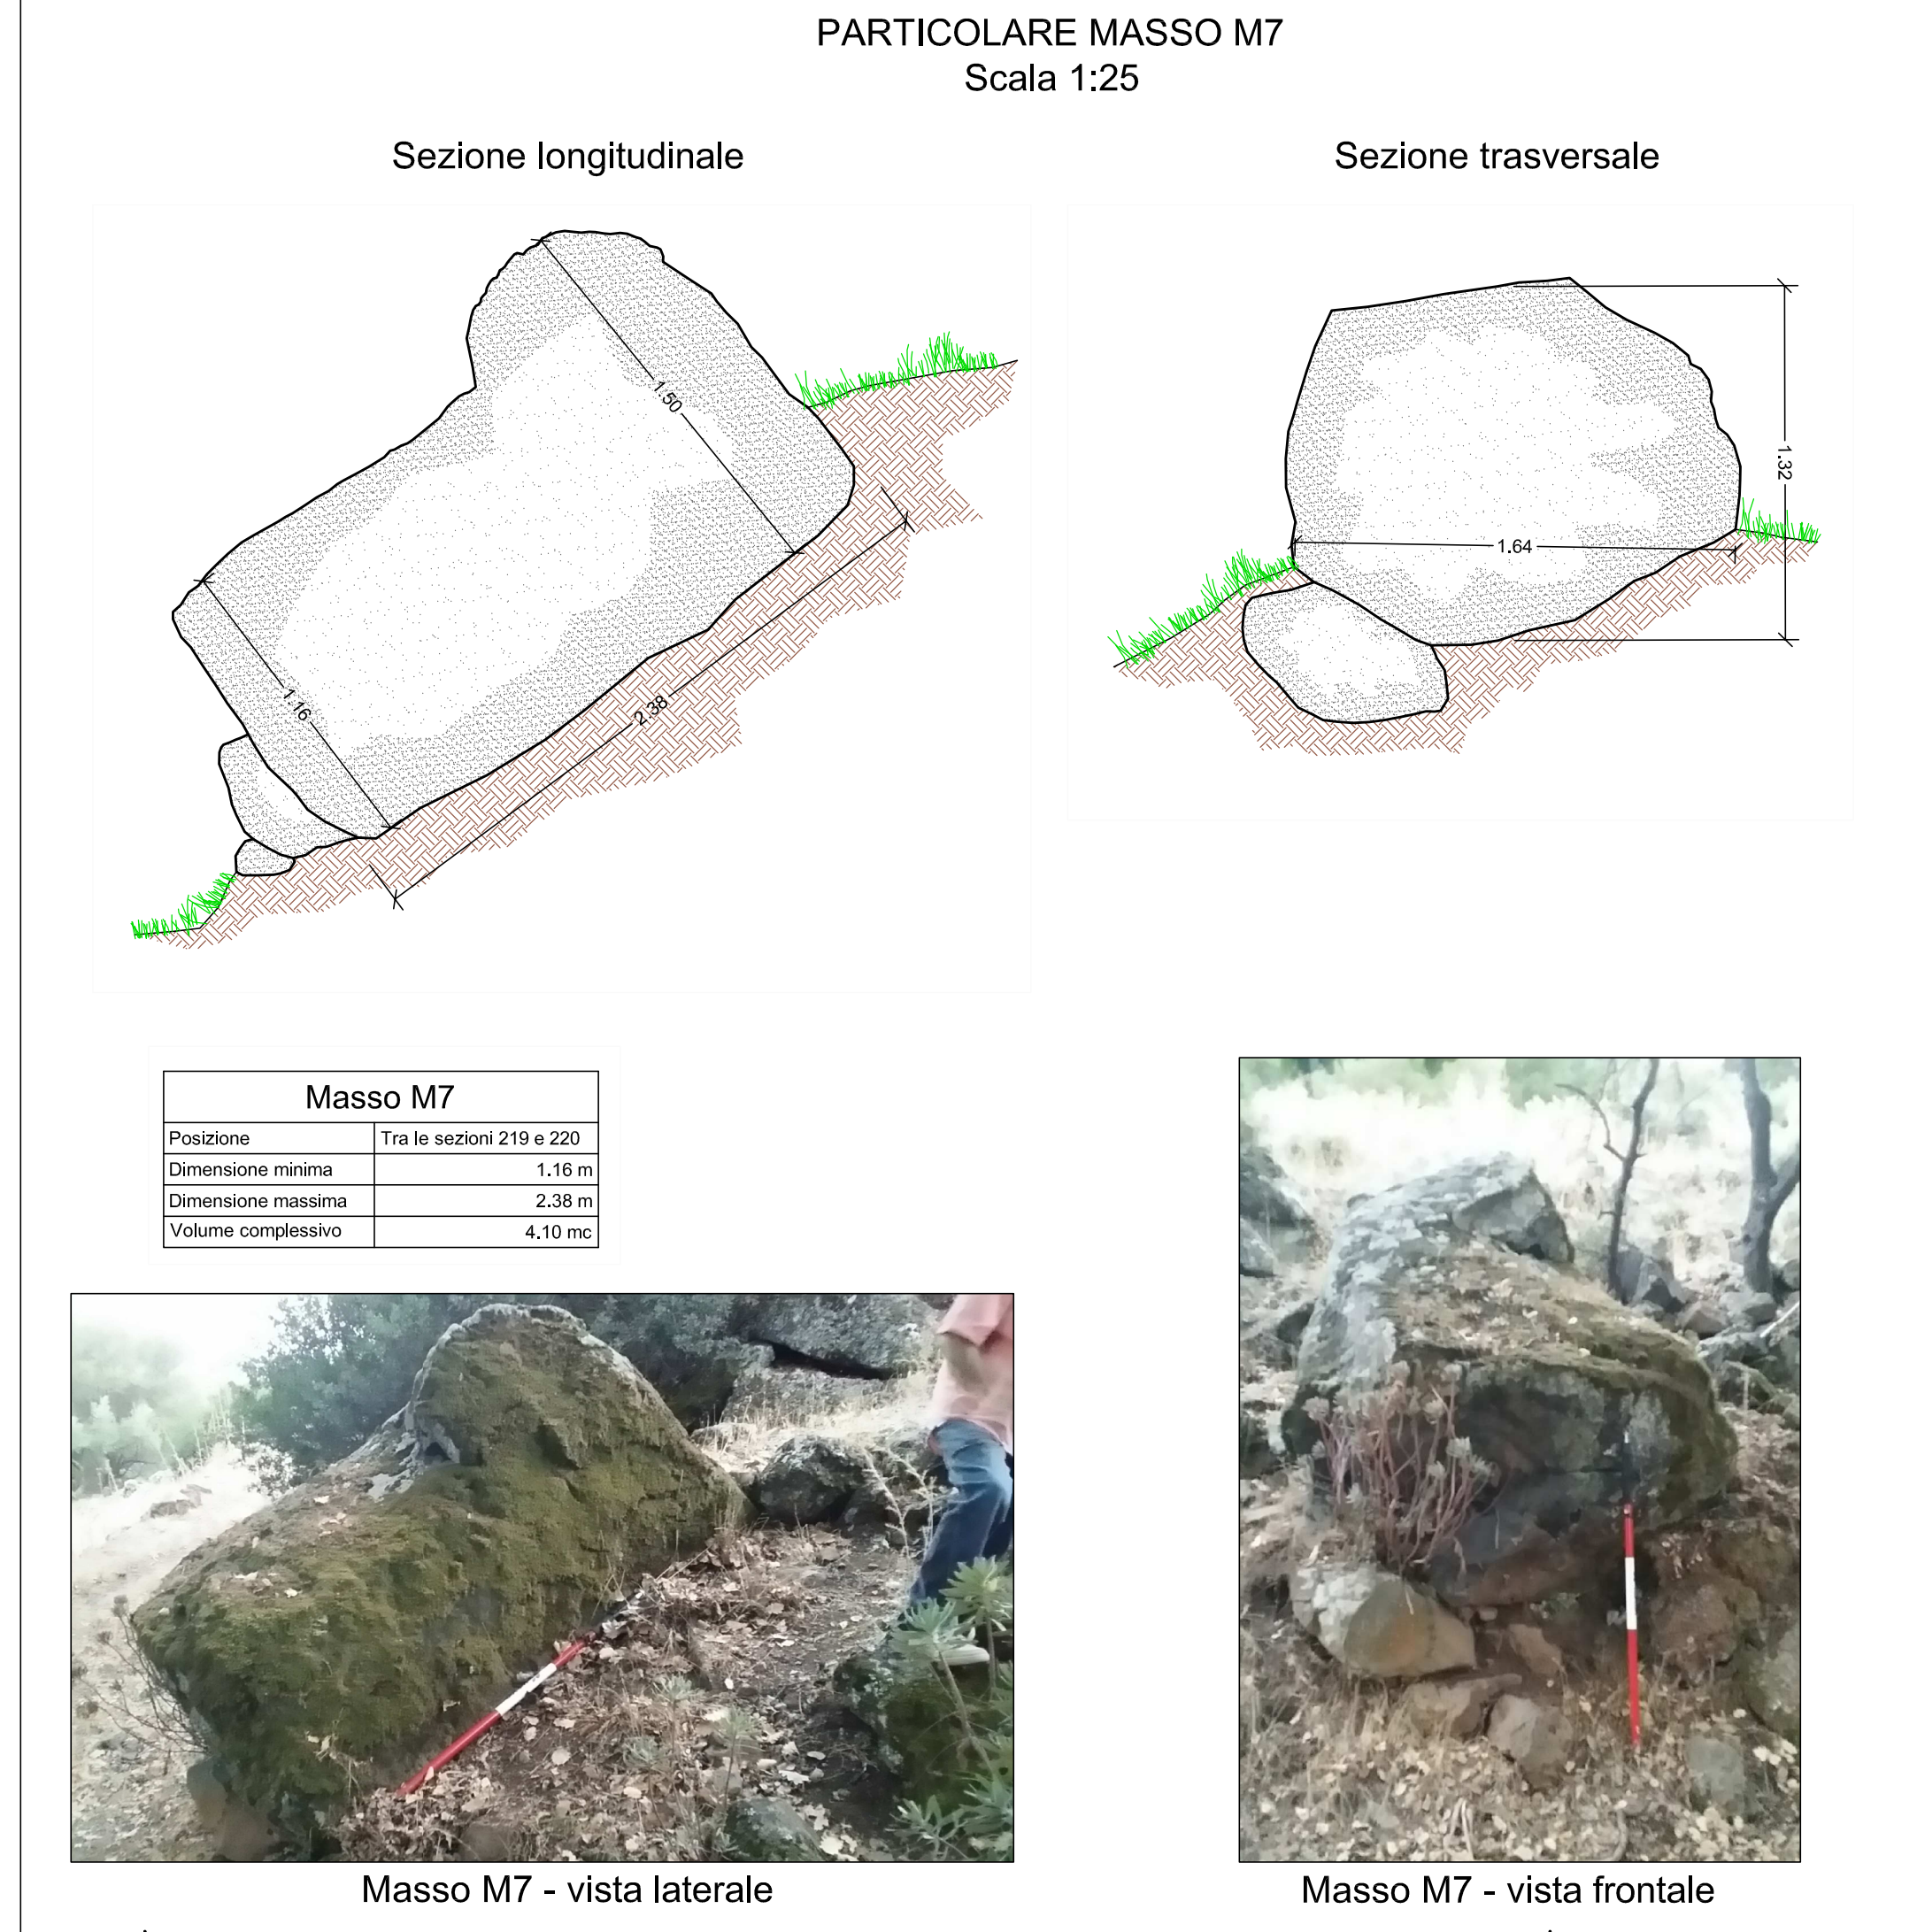 PARTICOLARE MASSO M7
Scala 1:25
Sezione longitudinale
Sezione trasversale
1.50
1.16
2.38
1.32
1.64
Masso M7
Posizione Tra le sezioni 219 e 220
Dimensione minima 1.16 m
Dimensione massima 2.38 m
Volume complessivo 4.10 mc
Masso M7 - vista laterale
Masso M7 - vista frontale